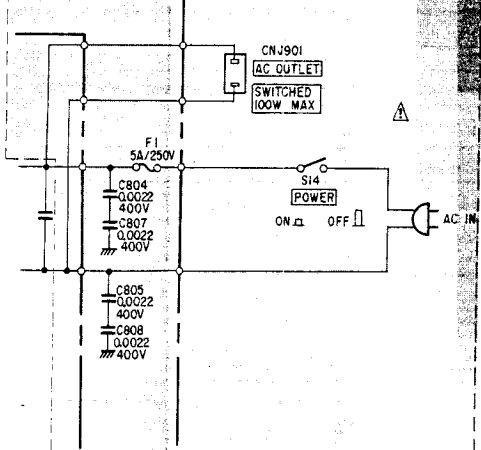 CNJ901
AC OUTLET
SWITCHED
100W MAX
F1
5A/250V
S14
POWER
ON
OFF
AC IN
C804
0.0022
400V
C807
0.0022
400V
C805
0.0022
400V
C808
0.0022
400V